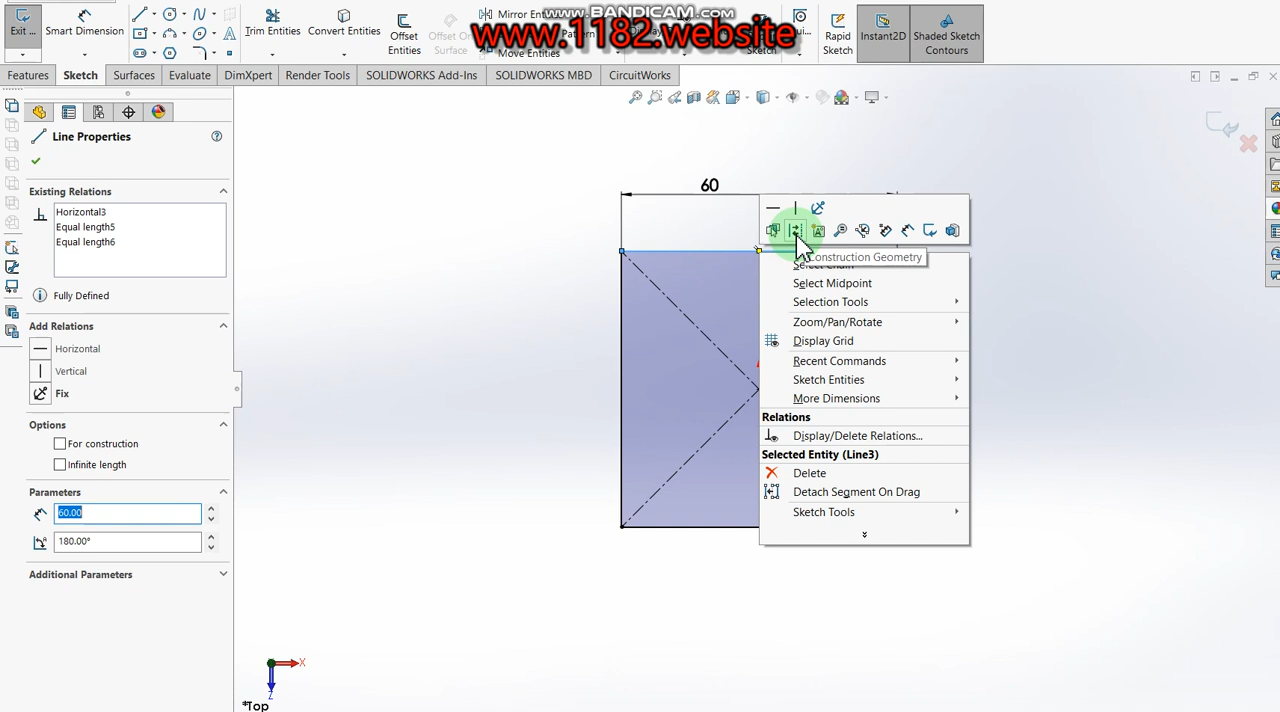 www.BANDICAM.com
www.1182.website
Exit ...
Smart Dimension
Trim Entities
Convert Entities
Offset Entities
Offset On Surface
Mirror Enti
Move Entities
Rapid Sketch
Instant2D
Shaded Sketch Contours
Features
Sketch
Surfaces
Evaluate
DimXpert
Render Tools
SOLIDWORKS Add-Ins
SOLIDWORKS MBD
CircuitWorks
Line Properties
Existing Relations
Horizontal3
Equal length5
Equal length6
Fully Defined
Add Relations
Horizontal
Vertical
Fix
Options
For construction
Infinite length
Parameters
60.00
180.00°
Additional Parameters
60
Construction Geometry
Select Chain
Select Midpoint
Selection Tools
Zoom/Pan/Rotate
Display Grid
Recent Commands
Sketch Entities
More Dimensions
Relations
Display/Delete Relations...
Selected Entity (Line3)
Delete
Detach Segment On Drag
Sketch Tools
X
Z
*Top